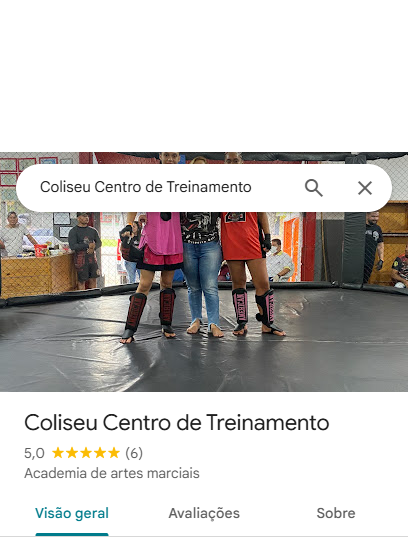 Coliseu Centro de Treinamento
Coliseu Centro de Treinamento
5,0 (6)
Academia de artes marciais
Visão geral Avaliações Sobre